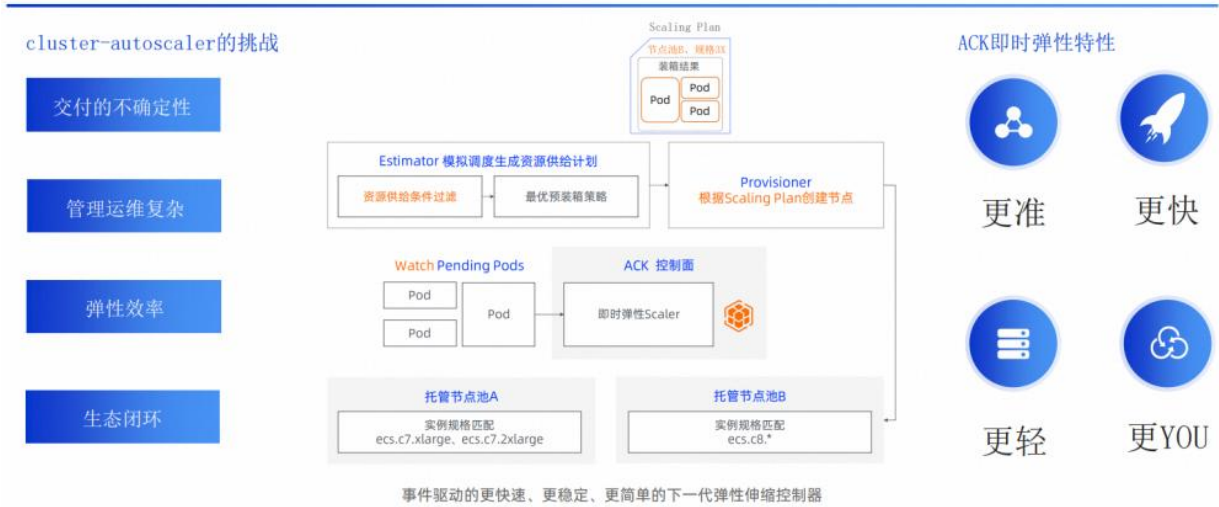 cluster-autoscaler的挑战
交付的不确定性
管理运维复杂
弹性效率
生态闭环
Scaling Plan
节点池B、规格3X
装箱结果
Pod
Pod
Pod
Estimator 模拟调度生成资源供给计划
资源供给条件过滤
最优预装箱策略
Provisioner
根据Scaling Plan创建节点
Watch Pending Pods
Pod
Pod
Pod
ACK 控制面
即时弹性Scaler
托管节点池A
实例规格匹配
ecs.c7.xlarge、ecs.c7.2xlarge
托管节点池B
实例规格匹配
ecs.c8.*
事件驱动的更快速、更稳定、更简单的下一代弹性伸缩控制器
ACK即时弹性特性
更准
更快
更轻
更YOU